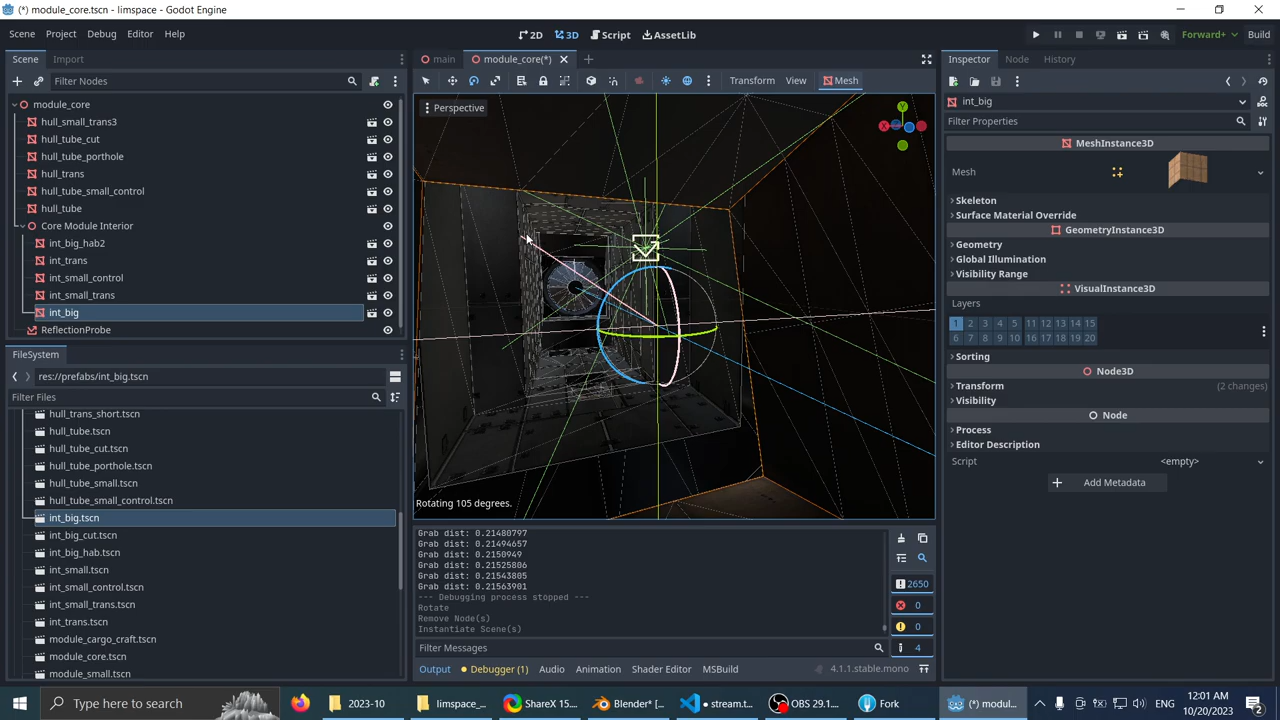 (*) module_core.tscn - limspace - Godot Engine
Scene Project Debug Editor Help
2D 3D Script AssetLib
Forward+ Build
Scene Import
Filter Nodes
module_core
hull_small_trans3
hull_tube_cut
hull_tube_porthole
hull_trans
hull_tube_small_control
hull_tube
Core Module Interior
int_big_hab2
int_trans
int_small_control
int_small_trans
int_big
ReflectionProbe
FileSystem
res://prefabs/int_big.tscn
Filter Files
hull_trans_short.tscn
hull_tube.tscn
hull_tube_cut.tscn
hull_tube_porthole.tscn
hull_tube_small.tscn
hull_tube_small_control.tscn
int_big.tscn
int_big_cut.tscn
int_big_hab.tscn
int_small.tscn
int_small_control.tscn
int_small_trans.tscn
int_trans.tscn
module_cargo_craft.tscn
module_core.tscn
module_small.tscn
main module_core(*)
Transform View Mesh
Perspective
Y
X
Rotating 105 degrees.
Grab dist: 0.21480797
Grab dist: 0.21494657
Grab dist: 0.2150949
Grab dist: 0.21525806
Grab dist: 0.21543805
Grab dist: 0.21563901
--- Debugging process stopped ---
Rotate
Remove Node(s)
Instantiate Scene(s)
2650
0
0
4
Filter Messages
Output Debugger (1) Audio Animation Shader Editor MSBuild 4.1.1.stable.mono
Inspector Node History
int_big
Filter Properties
MeshInstance3D
Mesh
Skeleton
Surface Material Override
GeometryInstance3D
Geometry
Global Illumination
Visibility Range
VisualInstance3D
Layers
1 2 3 4 5 11 12 13 14 15
6 7 8 9 10 16 17 18 19 20
Sorting
Node3D
Transform (2 changes)
Visibility
Node
Process
Editor Description
Script <empty>
Add Metadata
Type here to search
2023-10
limspace_...
ShareX 15....
Blender* [...
● stream.t...
OBS 29.1...
Fork
(*) modul...
ENG
12:01 AM
10/20/2023
2